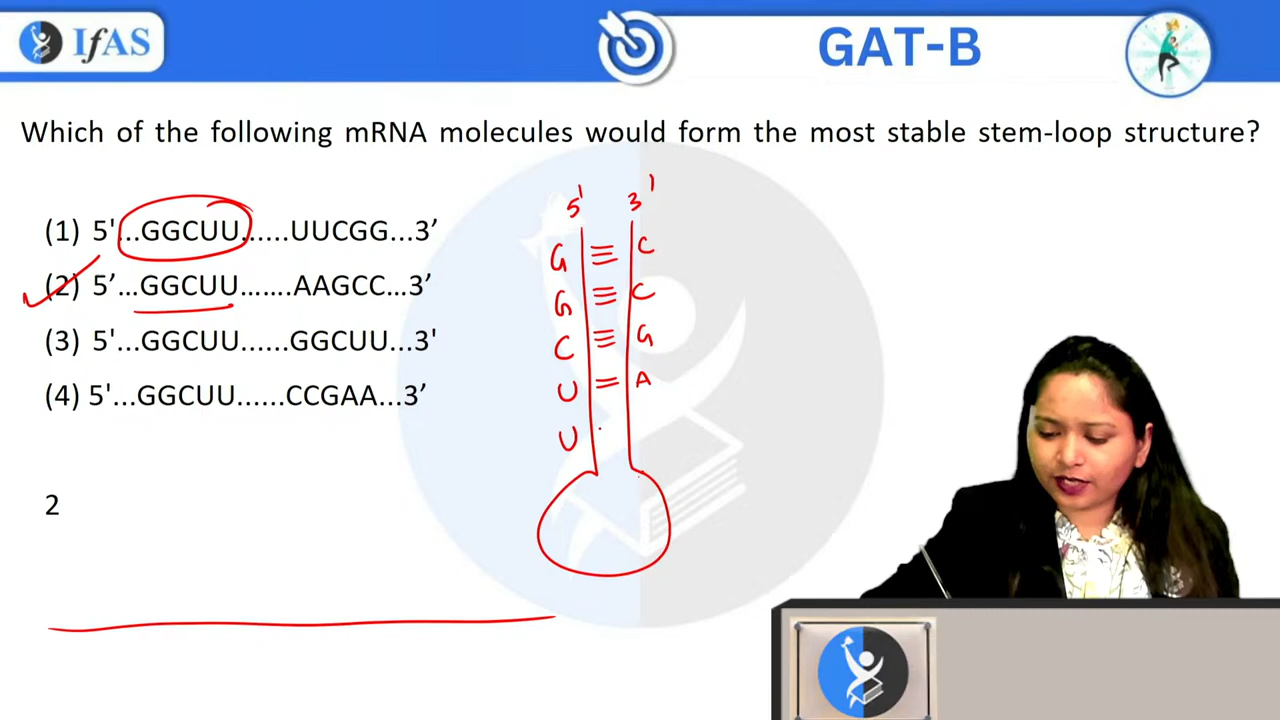 IfAS
GAT-B
Which of the following mRNA molecules would form the most stable stem-loop structure?
(1) 5'...GGCUU......UUCGG...3’
(2) 5’...GGCUU.......AAGCC...3’
(3) 5'...GGCUU......GGCUU...3'
(4) 5'...GGCUU......CCGAA...3’
2
5' 3'
G ≡ C
G ≡ C
C ≡ G
U = A
U